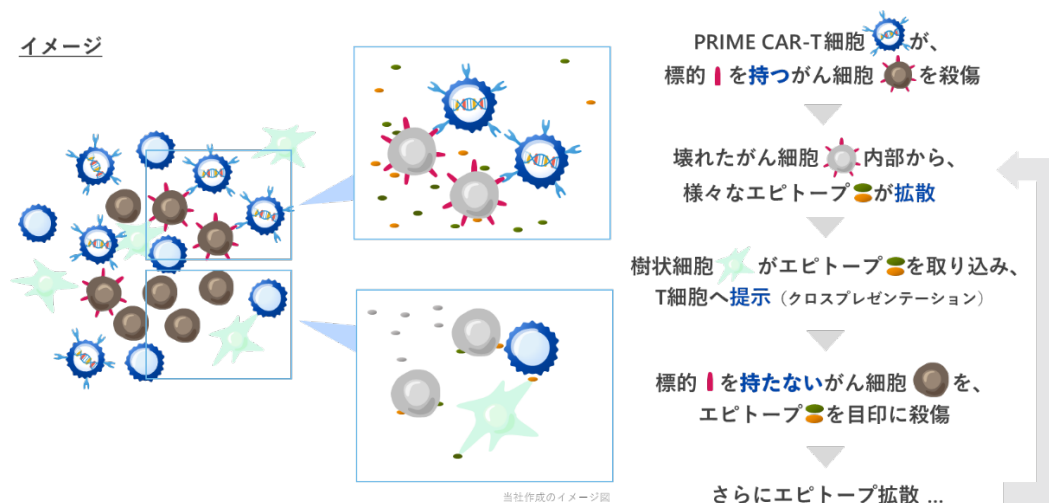 イメージ
PRIME CAR-T細胞が、
標的を持つがん細胞を殺傷
壊れたがん細胞内部から、
様々なエピトープが拡散
樹状細胞がエピトープを取り込み、
T細胞へ提示（クロスプレゼンテーション）
標的を持たないがん細胞を、
エピトープを目印に殺傷
さらにエピトープ拡散 ...
当社作成のイメージ図